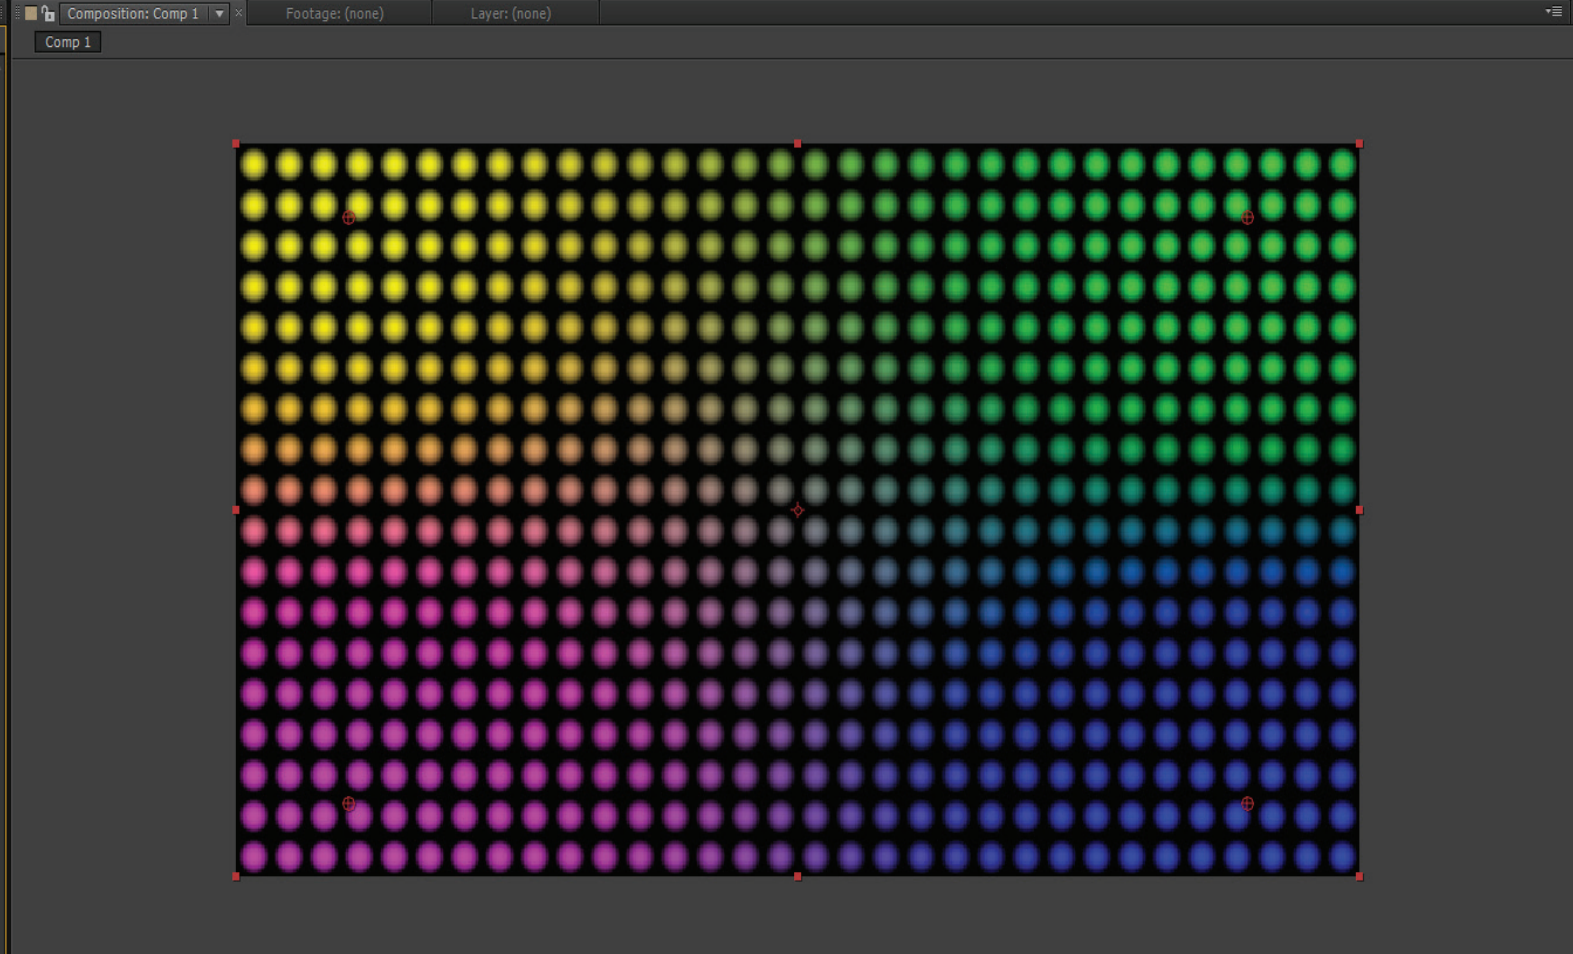 Composition: Comp 1
Footage: (none)
Layer: (none)
Comp 1